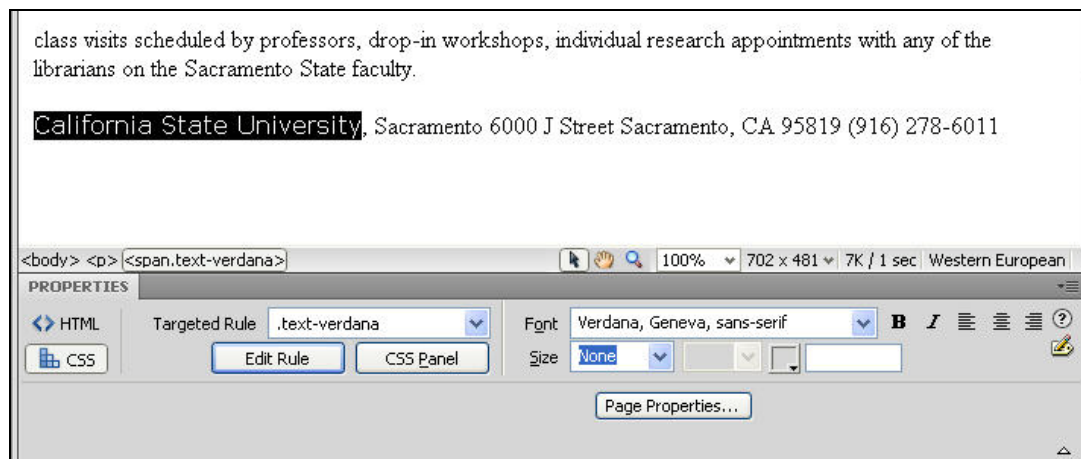 class visits scheduled by professors, drop-in workshops, individual research appointments with any of the
librarians on the Sacramento State faculty.
California State University, Sacramento 6000 J Street Sacramento, CA 95819 (916) 278-6011
<body> <p> <span.text-verdana> 100% 702 x 481 7K / 1 sec Western European
PROPERTIES
<> HTML Targeted Rule .text-verdana Font Verdana, Geneva, sans-serif B I ?
CSS Edit Rule CSS Panel Size None
Page Properties...